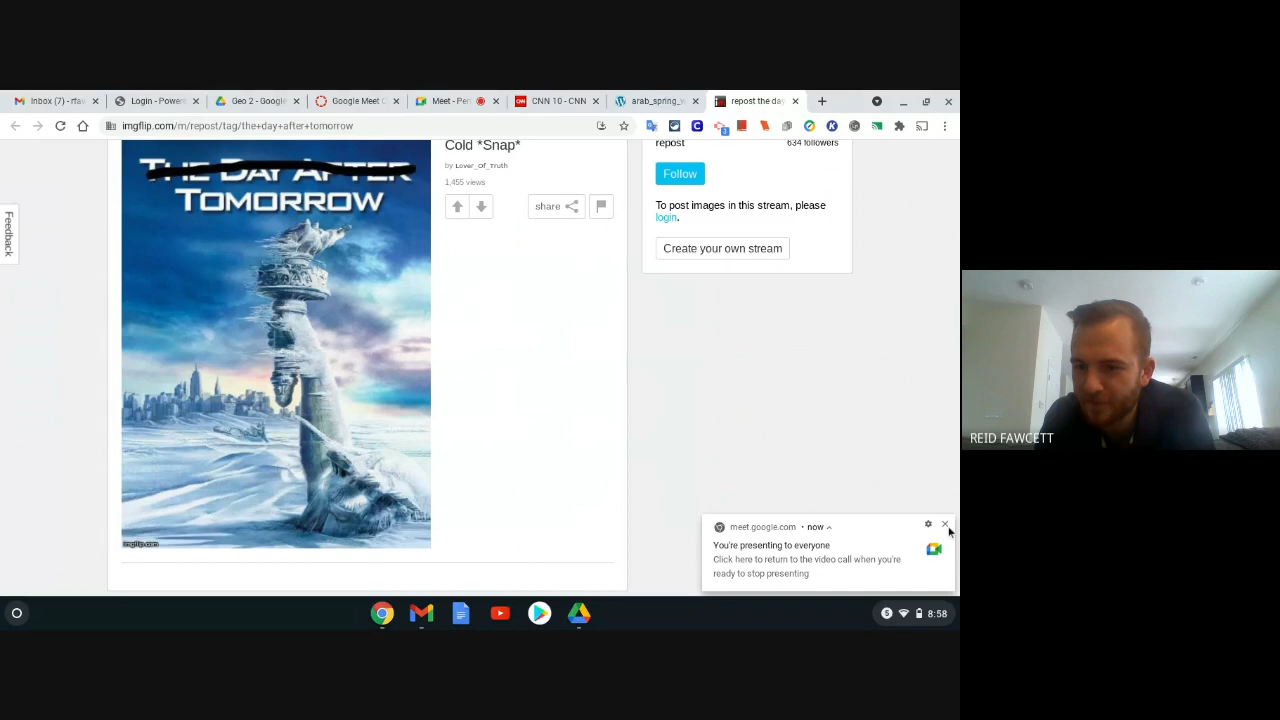 Inbox (7) - rfaw
Login - Powers
Geo 2 - Google
Google Meet C
Meet - Pen
CNN 10 - CNN
arab_spring_w
repost the day
imgflip.com/m/repost/tag/the+day+after+tomorrow
Feedback
THE DAY AFTER
TOMORROW
imgflip.com
Cold *Snap*
by Lover_Of_Truth
1,455 views
share
repost
634 followers
Follow
To post images in this stream, please
login.
Create your own stream
REID FAWCETT
meet.google.com • now
You're presenting to everyone
Click here to return to the video call when you're
ready to stop presenting
8:58